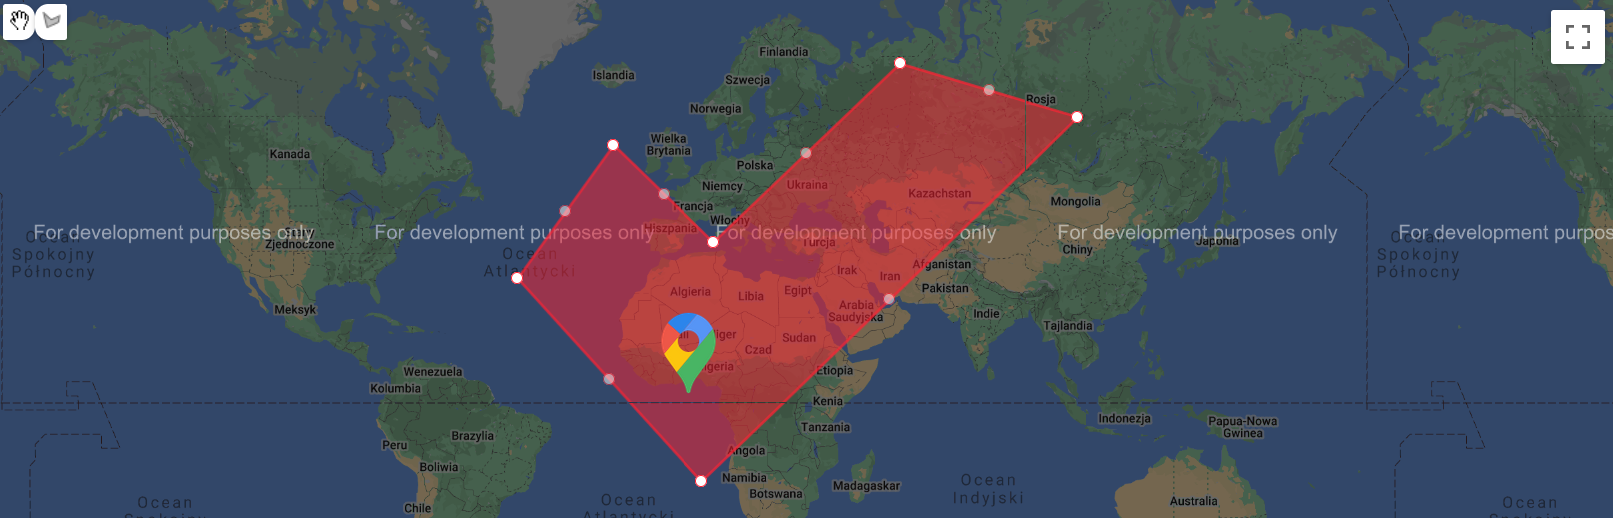 Finlandia
Islandia
Szwecja
Rosja
Norwegia
Wielka
Brytania
Kanada
Polska
Niemcy
Ukraina
Kazachstan
Mongolia
Francja
Włochy
Hiszpania
For development purposes only
For development purposes only
For development purposes only
For development purposes only
For development purpos
Zjednoczone
Turcja
Chiny
Japonia
Ocean
Spokojny
Północny
Ocean
Atlantycki
Ocean
Spokojny
Północny
Irak
Iran
Afganistan
Pakistan
Algieria
Libia
Egipt
Arabia
Saudyjska
Meksyk
Indie
Tajlandia
Sudan
Czad
Etiopia
Wenezuela
Kolumbia
Kenia
Tanzania
Indonezja
Papua-Nowa
Gwinea
Brazylia
Peru
Boliwia
Angola
Namibia
Botswana
Madagaskar
Ocean
Indyjski
Australia
Chile
Ocean
Spokojny
Ocean
Atlantycki
Ocean
Spokojny